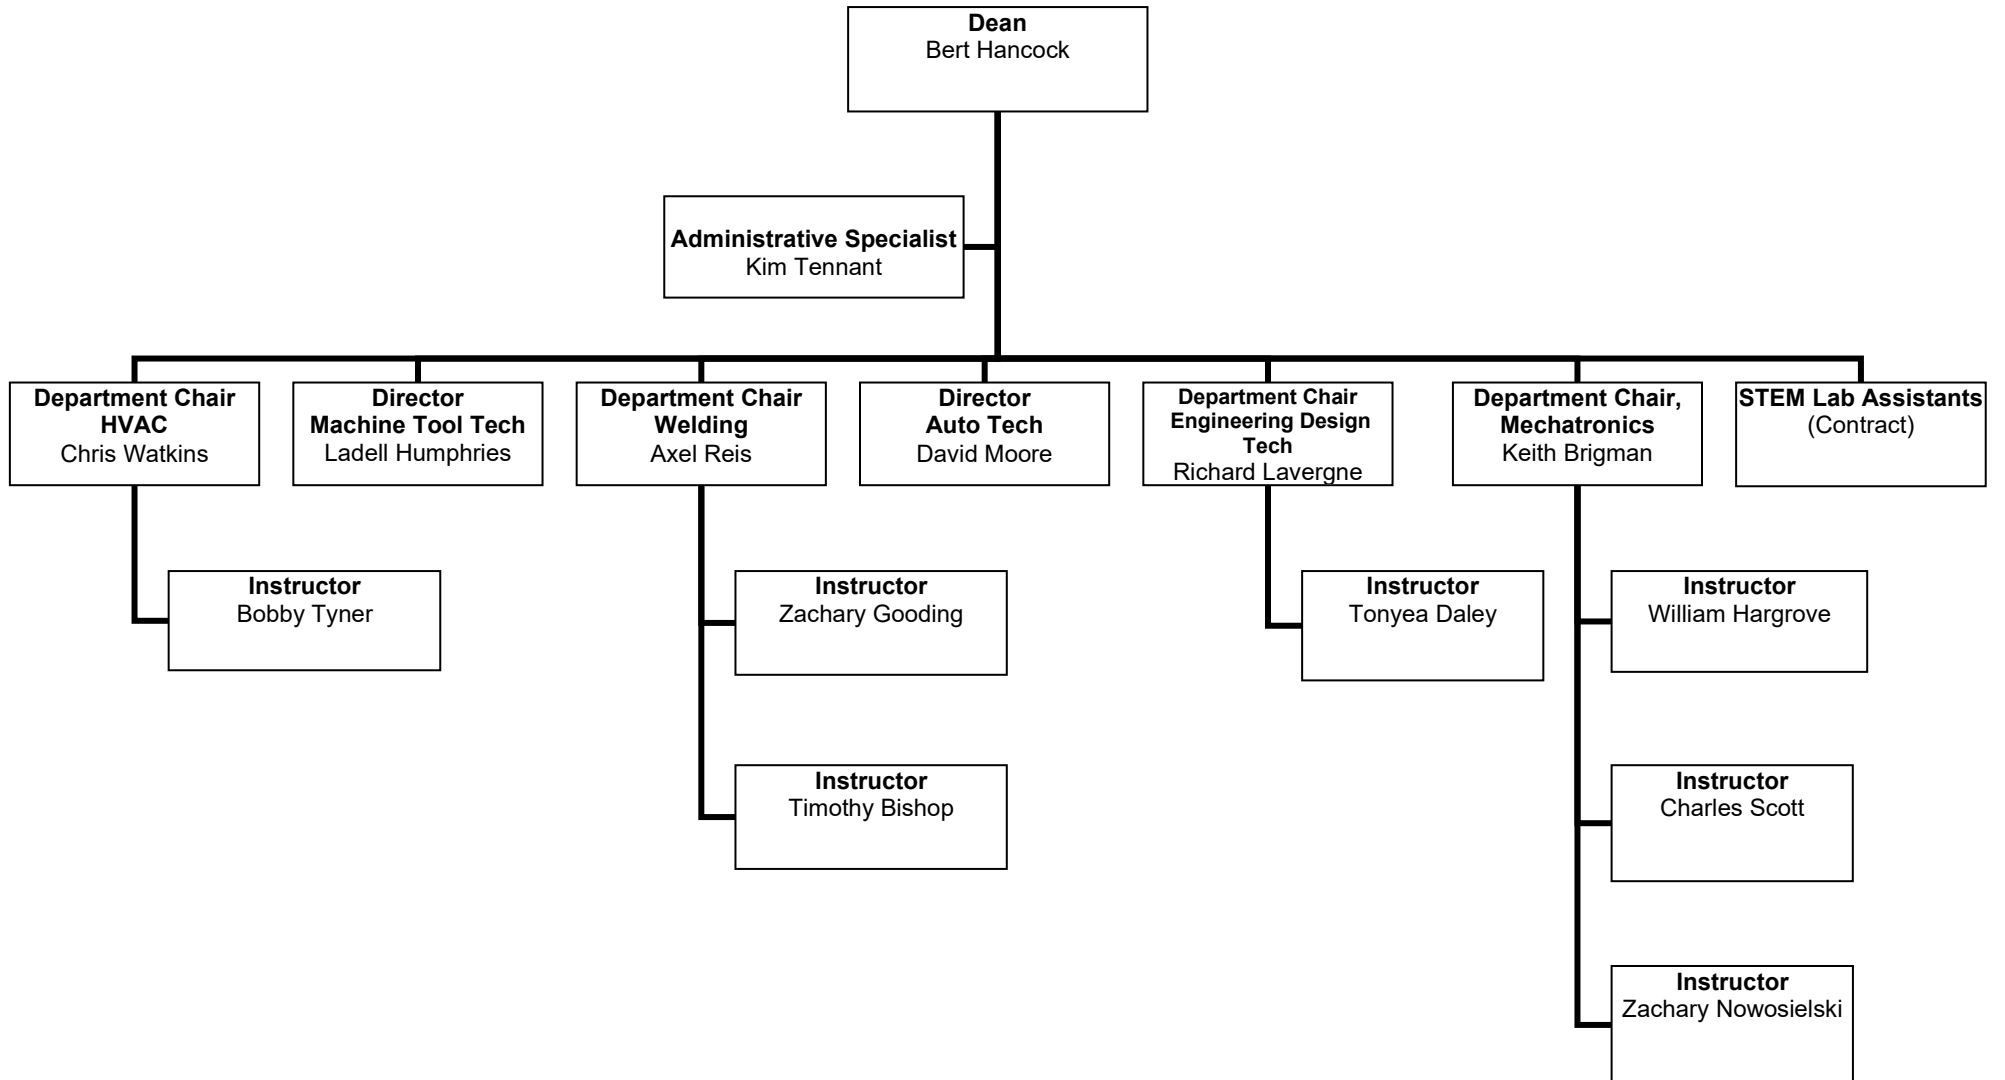 Dean
Bert Hancock
Administrative Specialist
Kim Tennant
Department Chair
HVAC
Chris Watkins
Director
Machine Tool Tech
Ladell Humphries
Department Chair
Welding
Axel Reis
Director
Auto Tech
David Moore
Department Chair
Engineering Design
Tech
Richard Lavergne
Department Chair,
Mechatronics
Keith Brigman
STEM Lab Assistants
(Contract)
Instructor
Bobby Tyner
Instructor
Zachary Gooding
Instructor
Tonyea Daley
Instructor
William Hargrove
Instructor
Timothy Bishop
Instructor
Charles Scott
Instructor
Zachary Nowosielski